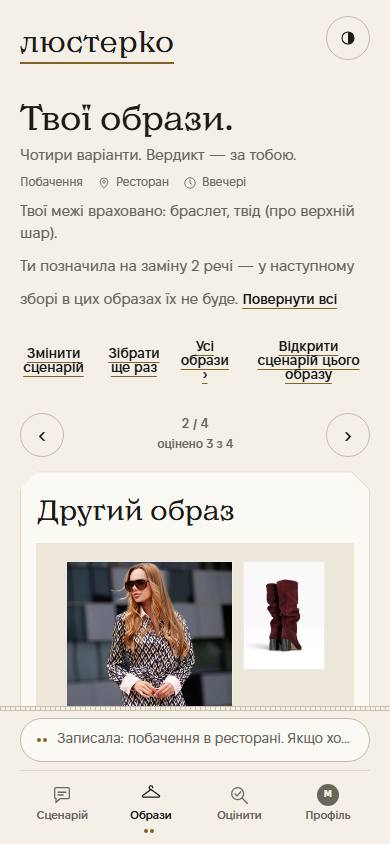 люстерко
Твої образи.
Чотири варіанти. Вердикт — за тобою.
Побачення Ресторан Ввечері
Твої межі враховано: браслет, твід (про верхній
шар).
Ти позначила на заміну 2 речі — у наступному
зборі в цих образах їх не буде. Повернути всі
Змінити
сценарій
Зібрати
ще раз
Усі
образи
›
Відкрити
сценарій цього
образу
‹
2 / 4
оцінено 3 з 4
›
Другий образ
Записала: побачення в ресторані. Якщо хо...
Сценарій
Образи
Оцінити
М
Профіль